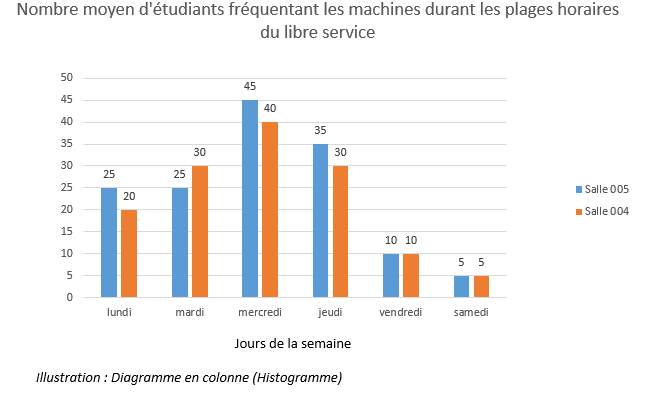 Nombre moyen d'étudiants fréquentant les machines durant les plages horaires
du libre service
50
45
40
35
30
25
20
15
10
5
0
25
20
25
30
45
40
35
30
10
10
5
5
lundi
mardi
mercredi
jeudi
vendredi
samedi
Salle 005
Salle 004
Jours de la semaine
Illustration : Diagramme en colonne (Histogramme)